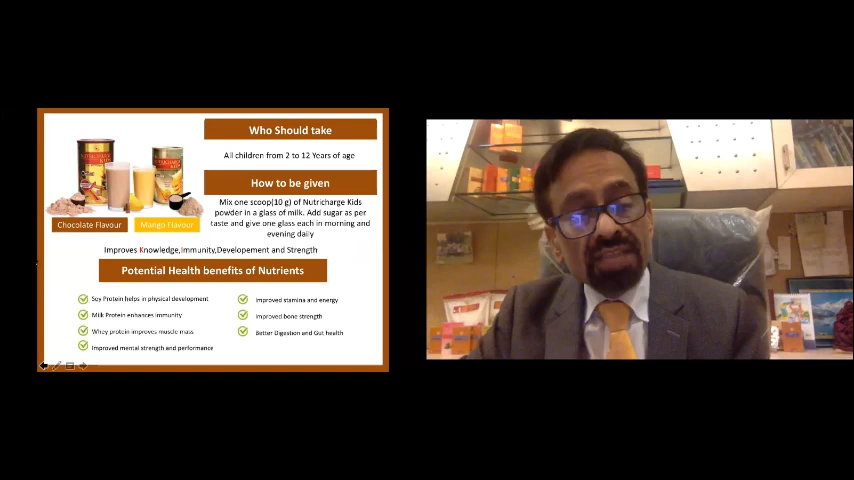 Who Should take
All children from 2 to 12 Years of age
How to be given
Mix one scoop(10 g) of Nutricharge Kids
powder in a glass of milk. Add sugar as per
taste and give one glass each in morning and
evening daily
Chocolate Flavour
Mango Flavour
Improves Knowledge,Immunity,Developement and Strength
Potential Health benefits of Nutrients
Soy Protein helps in physical development
Milk Protein enhances immunity
Whey protein improves muscle mass
Improved mental strength and performance
Improved stamina and energy
Improved bone strength
Better Digestion and Gut health